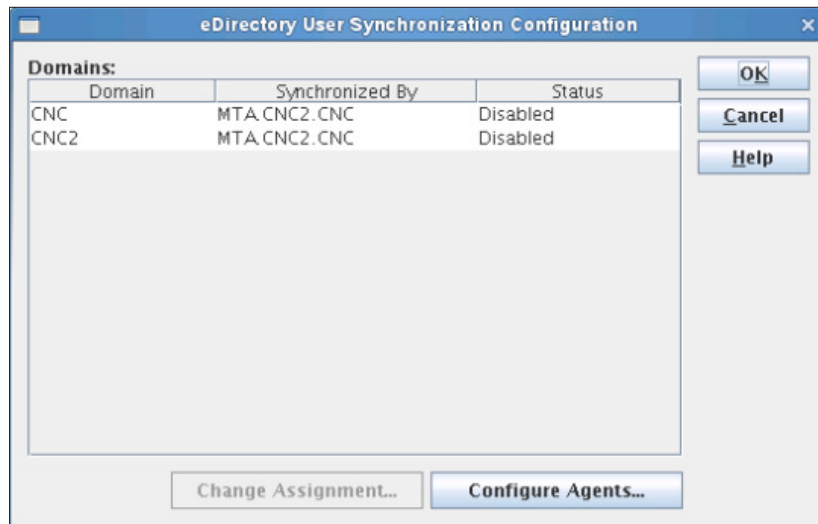 eDirectory User Synchronization Configuration
Domains:
Domain Synchronized By Status
CNC MTA.CNC2.CNC Disabled
CNC2 MTA.CNC2.CNC Disabled
OK
Cancel
Help
Change Assignment... Configure Agents...